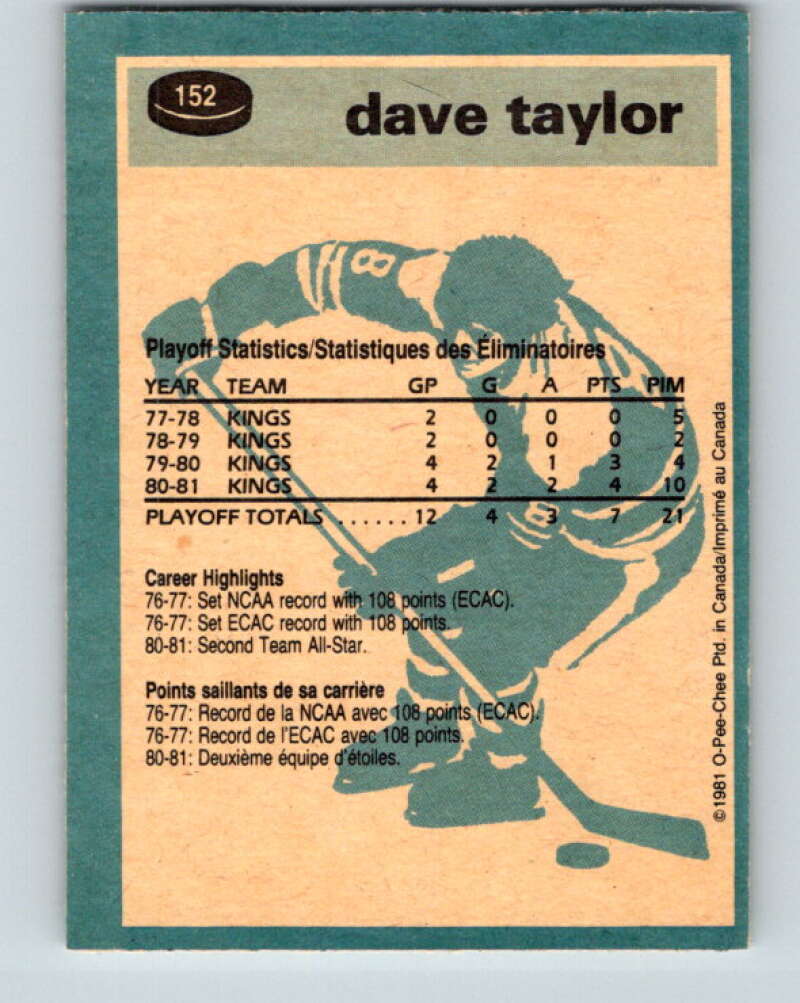 152
dave taylor
8
Playoff Statistics/Statistiques des Éliminatoires
YEAR TEAM GP G A PTS PIM
77-78 KINGS 2 0 0 0 5
78-79 KINGS 2 0 0 0 2
79-80 KINGS 4 2 1 3 4
80-81 KINGS 4 2 2 4 10
PLAYOFF TOTALS ...... 12 4 3 7 21
Career Highlights
76-77: Set NCAA record with 108 points (ECAC).
76-77: Set ECAC record with 108 points.
80-81: Second Team All-Star.
Points saillants de sa carrière
76-77: Record de la NCAA avec 108 points (ECAC).
76-77: Record de l'ECAC avec 108 points.
80-81: Deuxième équipe d'étoiles.
©1981 O-Pee-Chee Ptd. in Canada/Imprimé au Canada